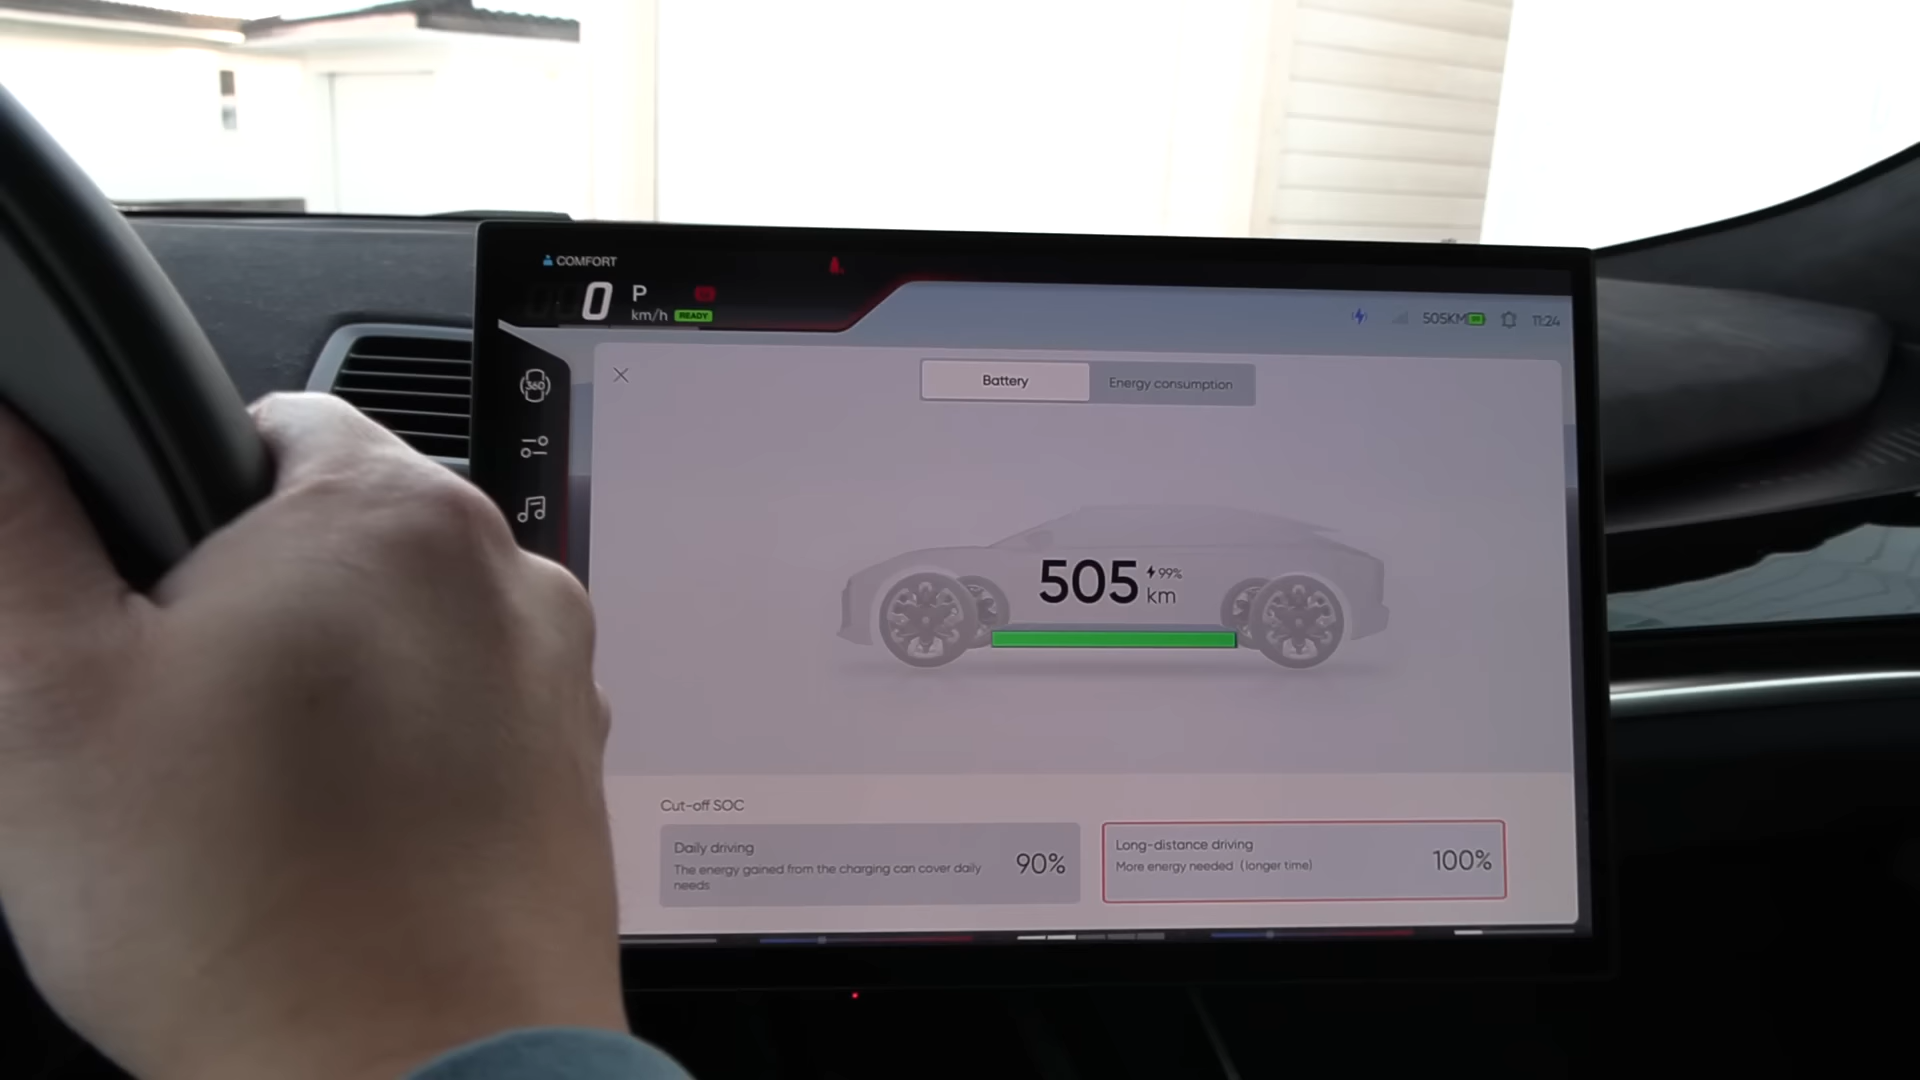 COMFORT
0 P
km/h READY
505KM 11:24
360
Battery Energy consumption
505 99%
km
Cut-off SOC
Daily driving
The energy gained from the charging can cover daily
needs
90%
Long-distance driving
More energy needed (longer time)
100%